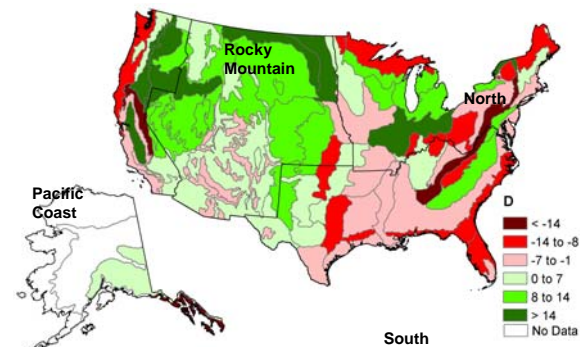 Rocky
Mountain
North
Pacific
Coast
D
< -14
-14 to -8
-7 to -1
0 to 7
8 to 14
> 14
No Data
South